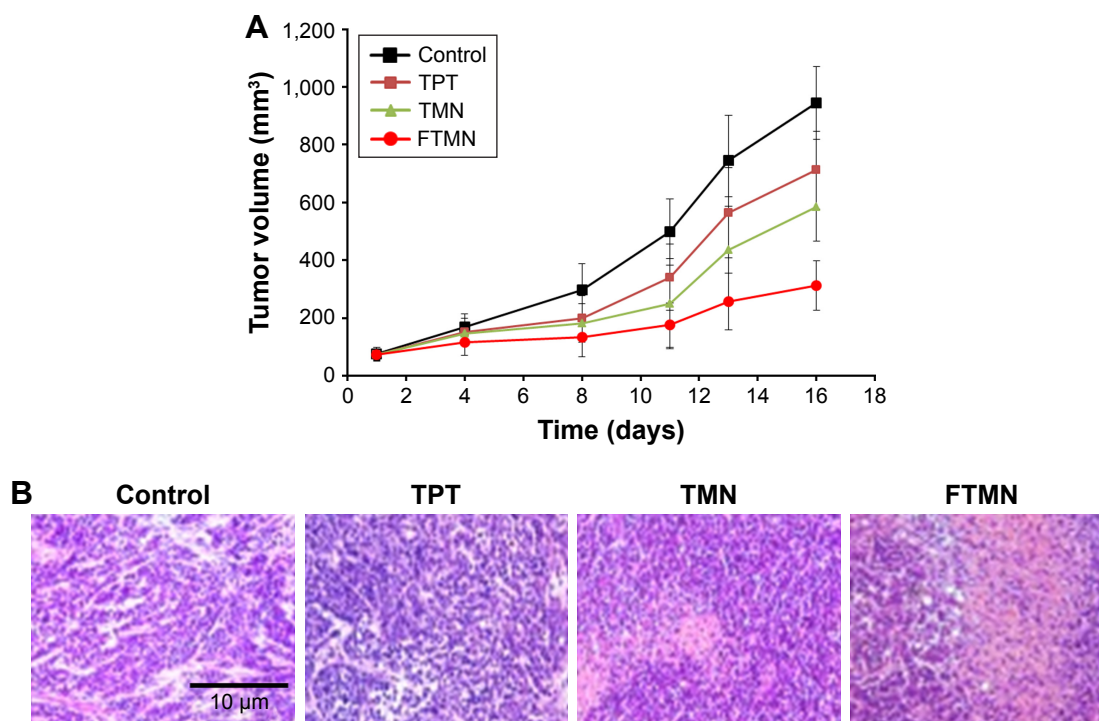 A
1,200
1,000
800
600
400
200
0
Tumor volume (mm³)
Control
TPT
TMN
FTMN
0 2 4 6 8 10 12 14 16 18
Time (days)
B
Control TPT TMN FTMN
10 µm